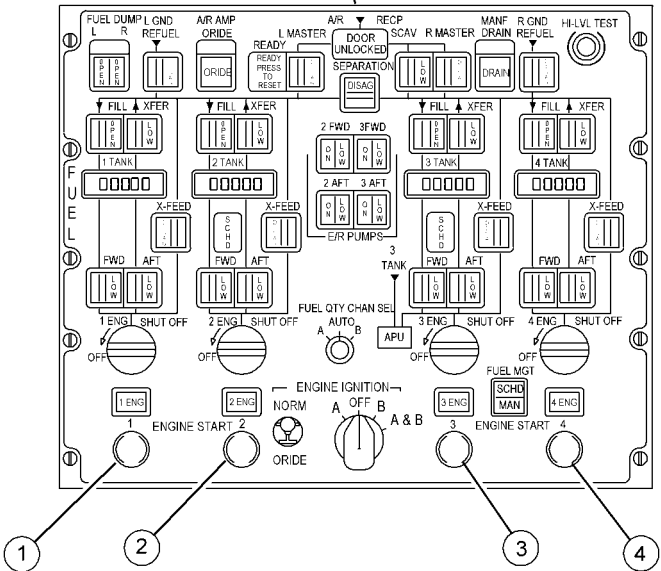 FUEL DUMP
L R
L GND
REFUEL
A/R AMP
ORIDE
L MASTER
A/R
RECP
SCAV
R MASTER
MANF
DRAIN
R GND
REFUEL
HI-LVL TEST
OPEN OPEN
ORIDE
READY
READY
PRESS
TO
RESET
DOOR
UNLOCKED
LOW
DRAIN
SEPARATION
DISAG
FILL XFER
FILL XFER
FILL XFER
FILL XFER
OPEN LOW
OPEN LOW
OPEN LOW
OPEN LOW
2 FWD 3FWD
ON LOW ON LOW
2 AFT 3 AFT
ON LOW ON LOW
E/R PUMPS
FUEL
1 TANK
2 TANK
3 TANK
4 TANK
00000
00000
00000
00000
X-FEED
X-FEED
X-FEED
X-FEED
SCHD
SCHD
3
TANK
FWD AFT
FWD AFT
FWD AFT
FWD AFT
LOW LOW
LOW LOW
LOW LOW
LOW LOW
FUEL QTY CHAN SEL
AUTO
A B
APU
1 ENG SHUT OFF
2 ENG SHUT OFF
3 ENG SHUT OFF
4 ENG SHUT OFF
OFF
OFF
OFF
OFF
FUEL MGT
SCHD
MAN
1 ENG
2 ENG
3 ENG
4 ENG
ENGINE IGNITION
NORM
ORIDE
A OFF B A & B
1 ENGINE START 2
3 ENGINE START 4
1
2
3
4